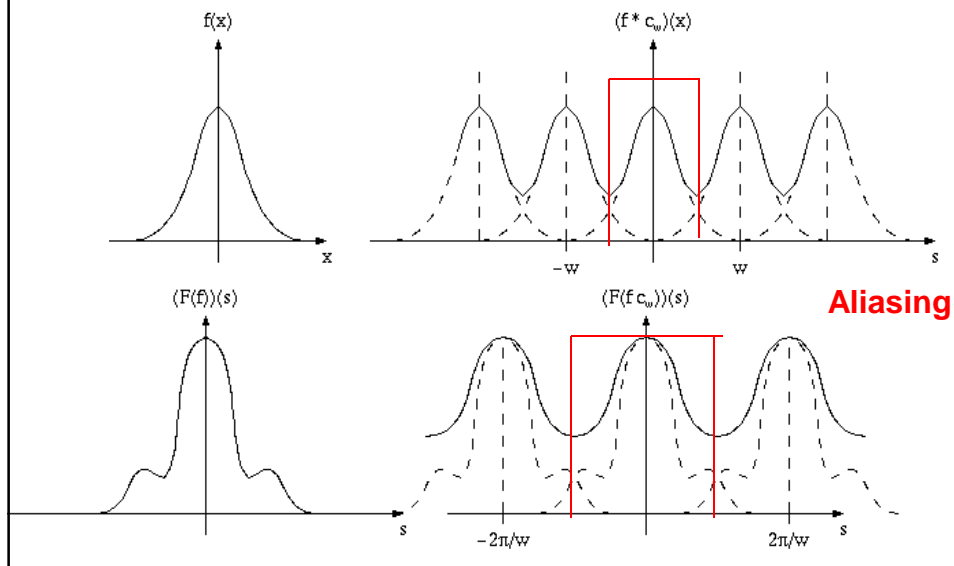 f(x)
(f * c_w)(x)
x
−w
w
s
Aliasing
(F(f))(s)
(F(f c_w))(s)
s
−2π/w
2π/w
s